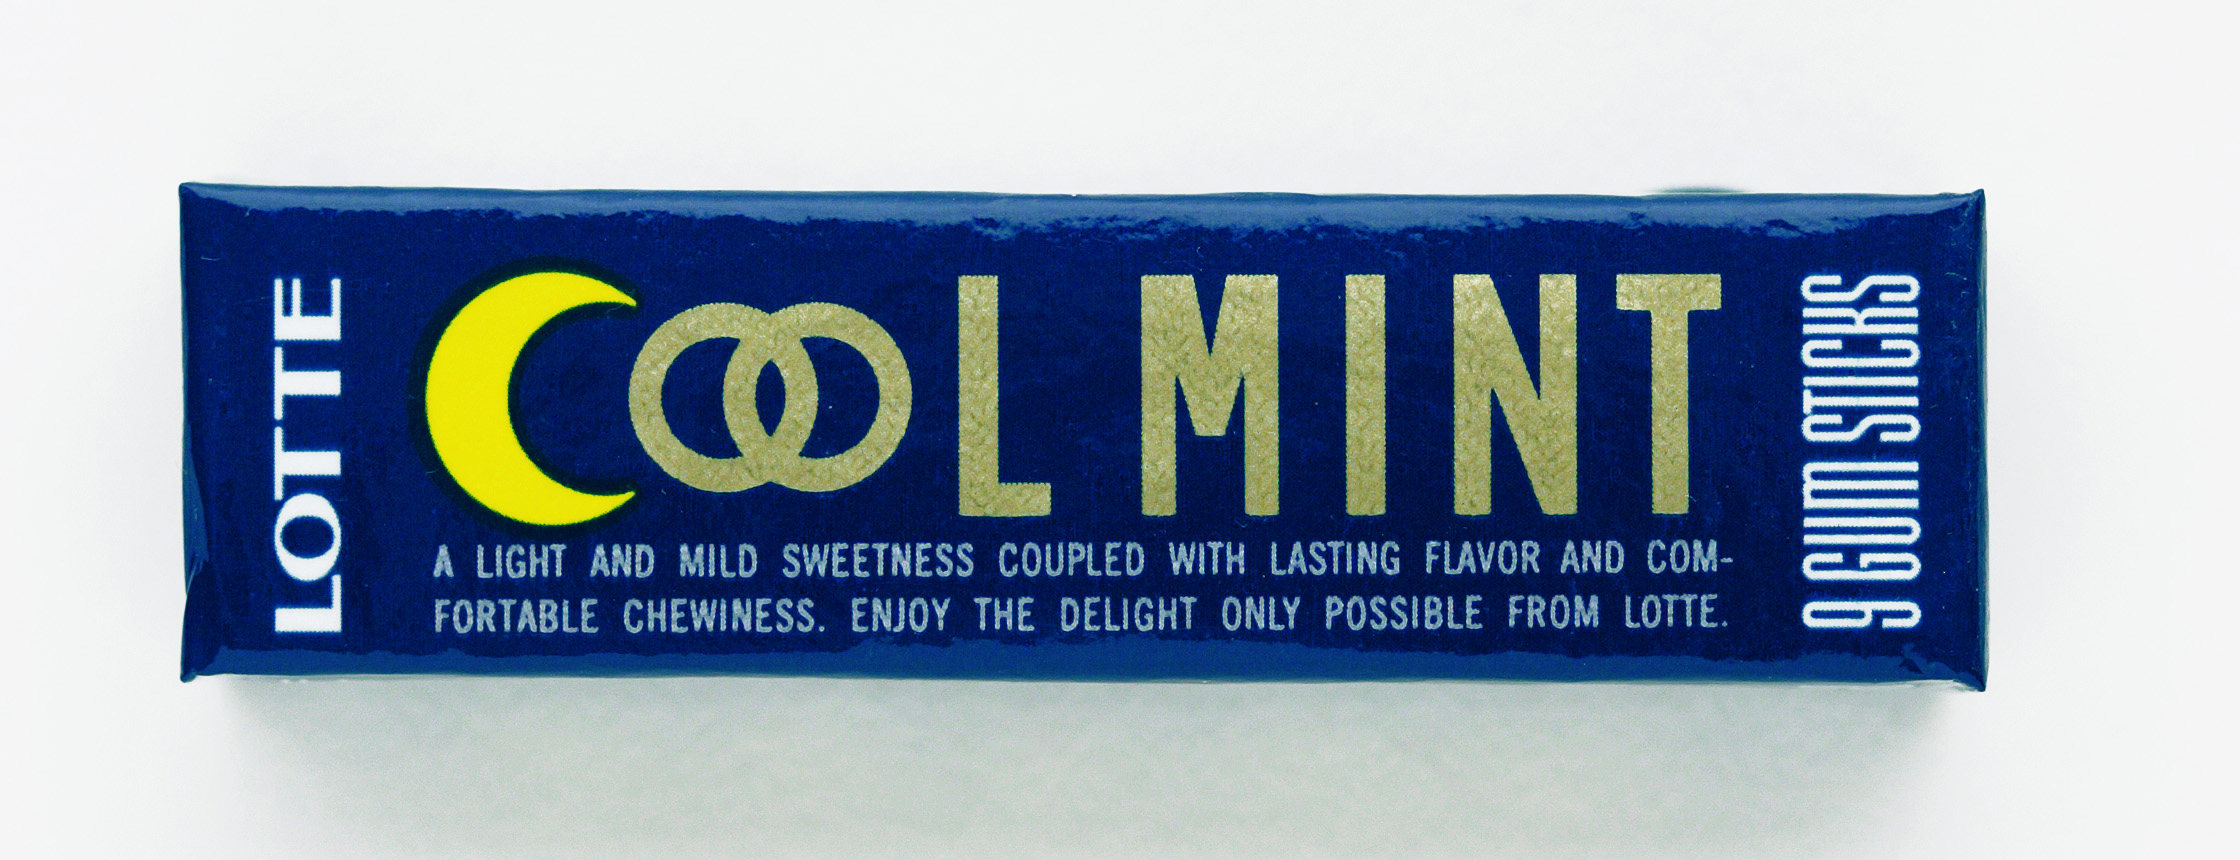 LOTTE
COOL MINT
A LIGHT AND MILD SWEETNESS COUPLED WITH LASTING FLAVOR AND COM-
FORTABLE CHEWINESS. ENJOY THE DELIGHT ONLY POSSIBLE FROM LOTTE.
9 GUM STICKS